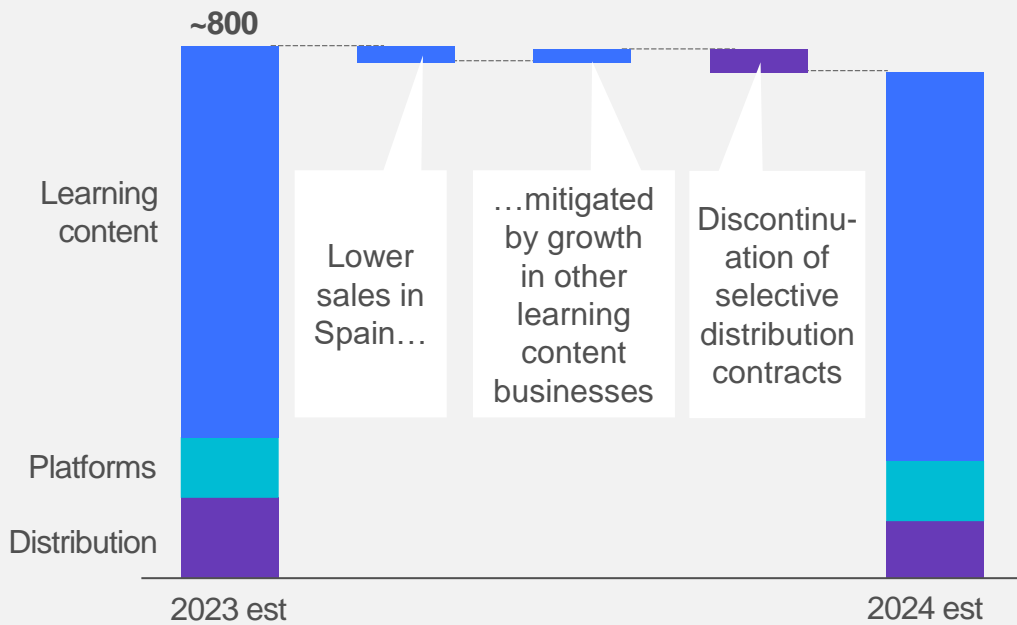 ~800
Learning
content
Platforms
Distribution
Lower
sales in
Spain…
…mitigated
by growth
in other
learning
content
businesses
Discontinu-
ation of
selective
distribution
contracts
2023 est
2024 est